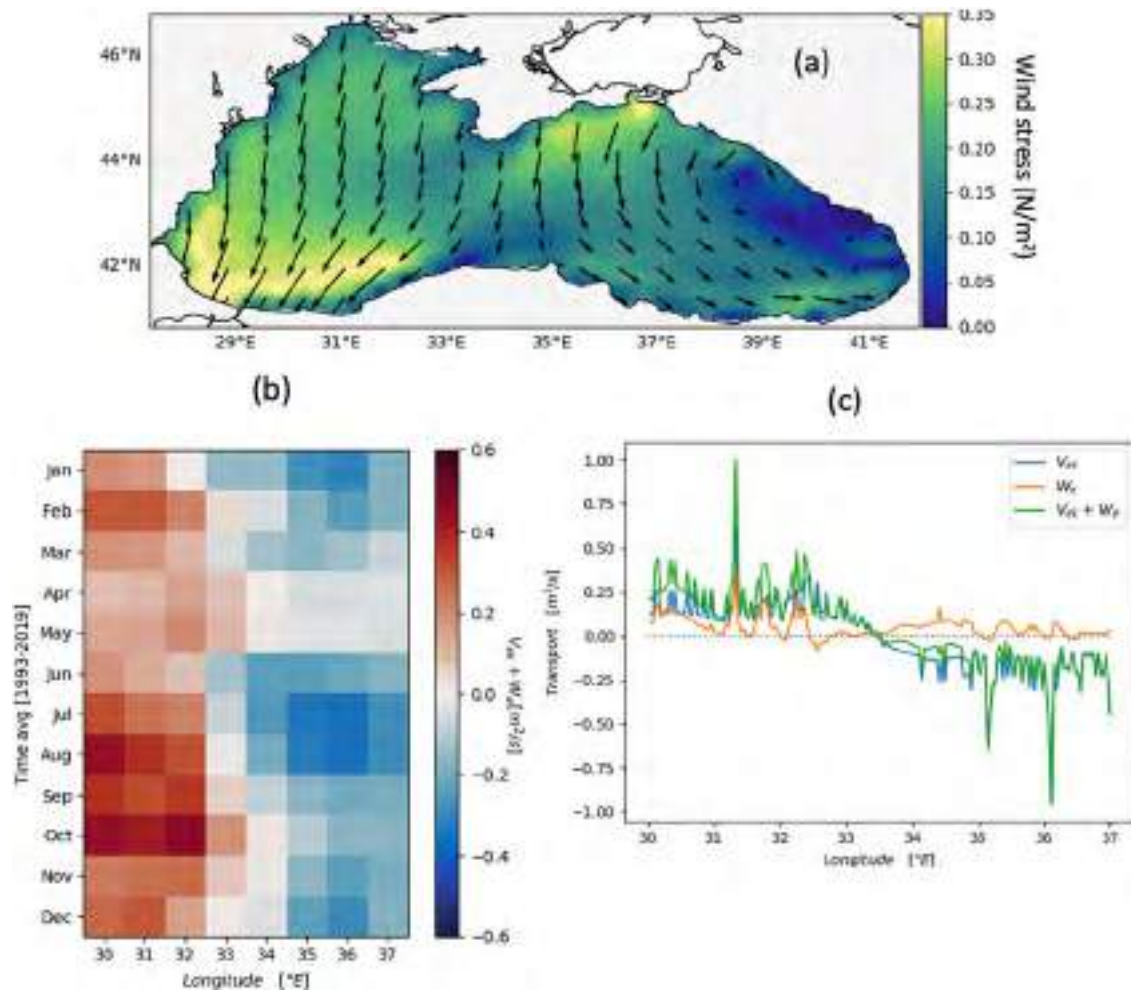 (a)
46°N
44°N
42°N
29°E 31°E 33°E 35°E 37°E 39°E 41°E
0.35
0.30
0.25
0.20
0.15
0.10
0.05
0.00
Wind stress [N/m²]
(b)
Jan
Feb
Mar
Apr
May
Jun
Jul
Aug
Sep
Oct
Nov
Dec
Time avg [1993-2019]
30 31 32 33 34 35 36 37
Longitude [°E]
0.6
0.4
0.2
0.0
−0.2
−0.4
−0.6
(c)
1.00
0.75
0.50
0.25
0.00
−0.25
−0.50
−0.75
−1.00
Transport [m²/s]
30 31 32 33 34 35 36 37
Longitude [°E]